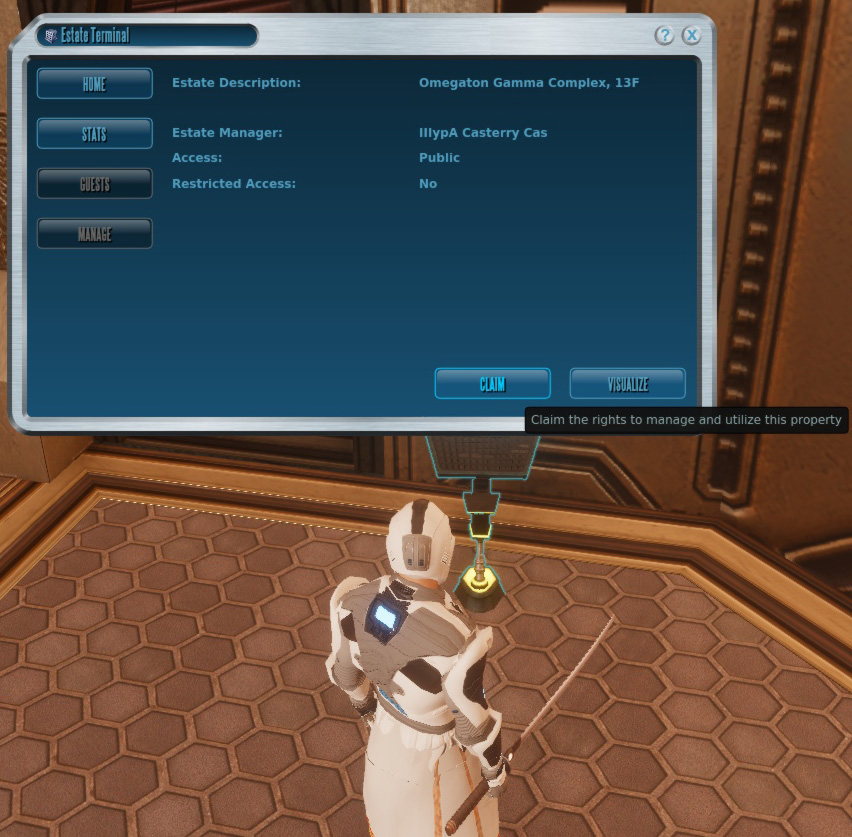 Estate Terminal
?
X
HOME
Estate Description: Omegaton Gamma Complex, 13F
STATS
Estate Manager: IllypA Casterry Cas
Access: Public
GUESTS
Restricted Access: No
MANAGE
CLAIM
VISUALIZE
Claim the rights to manage and utilize this property